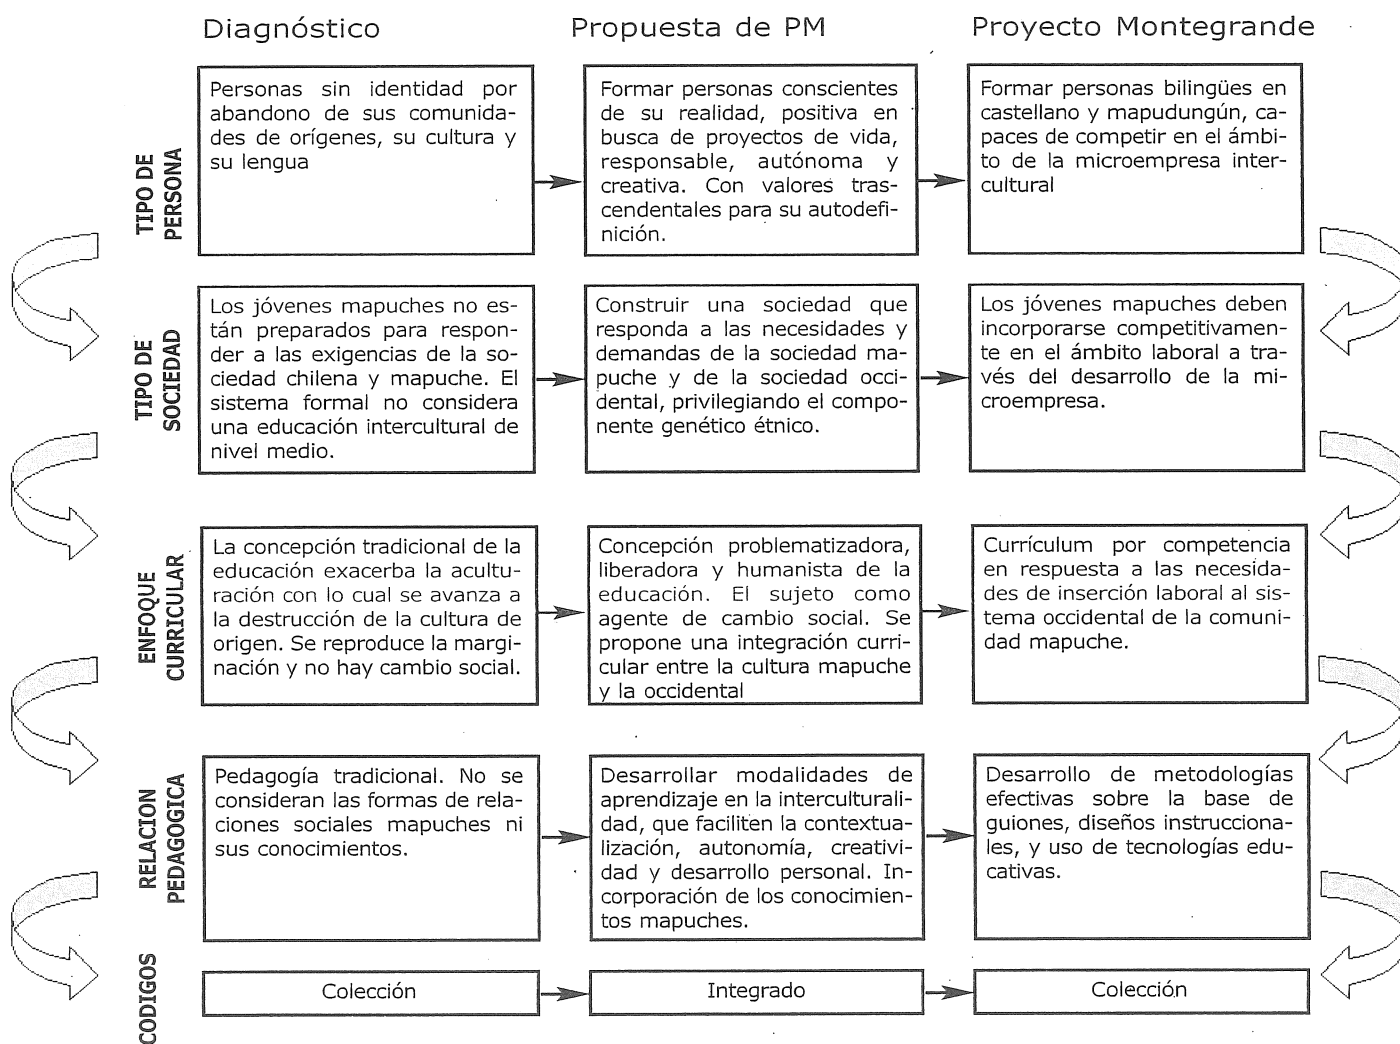 Diagnóstico
Propuesta de PM
Proyecto Montegrande
TIPO DE
PERSONA
Personas sin identidad por
abandono de sus comunida-
des de orígenes, su cultura y
su lengua
Formar personas conscientes
de su realidad, positiva en
busca de proyectos de vida,
responsable, autónoma y
creativa. Con valores tras-
cendentales para su autodefi-
nición.
Formar personas bilingües en
castellano y mapudungún, ca-
paces de competir en el ámbi-
to de la microempresa inter-
cultural
TIPO DE
SOCIEDAD
Los jóvenes mapuches no es-
tán preparados para respon-
der a las exigencias de la so-
ciedad chilena y mapuche. El
sistema formal no considera
una educación intercultural de
nivel medio.
Construir una sociedad que
responda a las necesidades y
demandas de la sociedad ma-
puche y de la sociedad occi-
dental, privilegiando el compo-
nente genético étnico.
Los jóvenes mapuches deben
incorporarse competitivamen-
te en el ámbito laboral a tra-
vés del desarrollo de la mi-
croempresa.
ENFOQUE
CURRICULAR
La concepción tradicional de la
educación exacerba la acultu-
ración con lo cual se avanza a
la destrucción de la cultura de
origen. Se reproduce la margi-
nación y no hay cambio social.
Concepción problematizadora,
liberadora y humanista de la
educación. El sujeto como
agente de cambio social. Se
propone una integración curri-
cular entre la cultura mapuche
y la occidental
Currículum por competencia
en respuesta a las necesida-
des de inserción laboral al sis-
tema occidental de la comuni-
dad mapuche.
RELACION
PEDAGOGICA
Pedagogía tradicional. No se
consideran las formas de rela-
ciones sociales mapuches ni
sus conocimientos.
Desarrollar modalidades de
aprendizaje en la interculturali-
dad, que faciliten la contextua-
lización, autonomía, creativi-
dad y desarrollo personal. In-
corporación de los conocimien-
tos mapuches.
Desarrollo de metodologías
efectivas sobre la base de
guiones, diseños instrucciona-
les, y uso de tecnologías edu-
cativas.
CODIGOS
Colección
Integrado
Colección